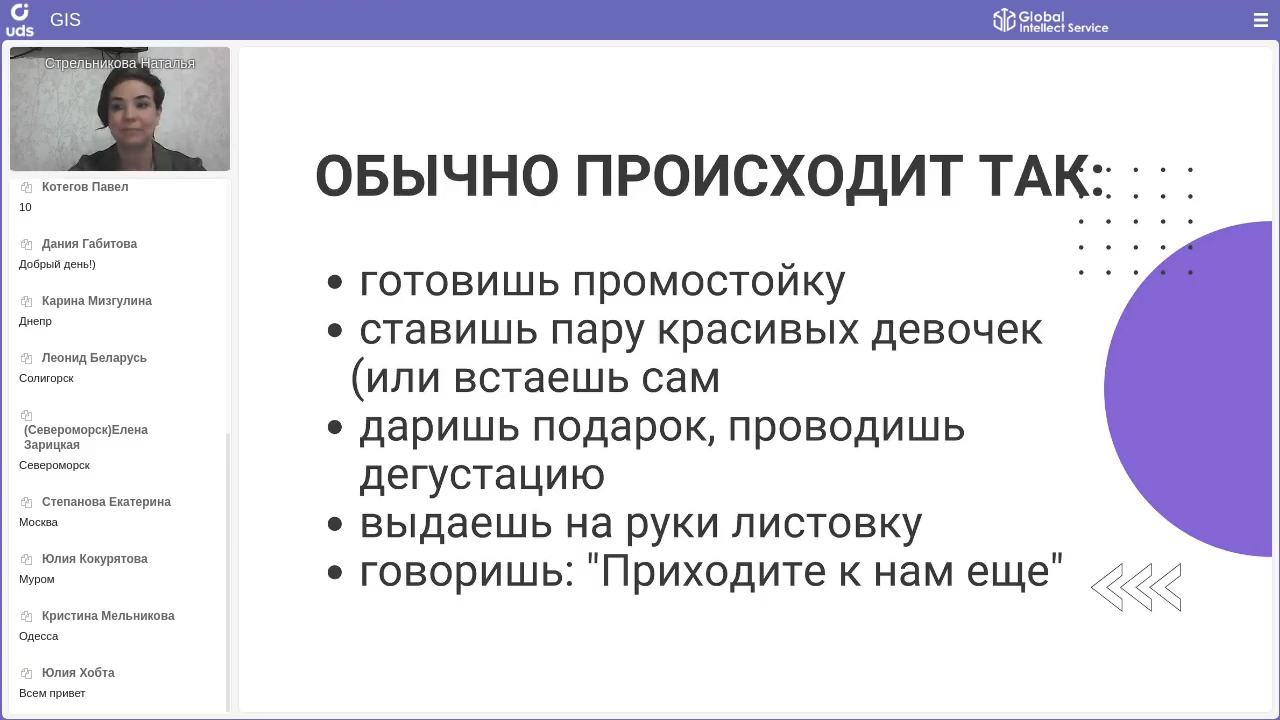 uds
GIS
Global
Intellect Service
Стрельникова Наталья
Котегов Павел
10
Дания Габитова
Добрый день!)
Карина Мизгулина
Днепр
Леонид Беларусь
Солигорск
(Североморск)Елена
Зарицкая
Североморск
Степанова Екатерина
Москва
Юлия Кокурятова
Муром
Кристина Мельникова
Одесса
Юлия Хобта
Всем привет
ОБЫЧНО ПРОИСХОДИТ ТАК:
• готовишь промостойку
• ставишь пару красивых девочек
(или встаешь сам
• даришь подарок, проводишь
дегустацию
• выдаешь на руки листовку
• говоришь: "Приходите к нам еще"